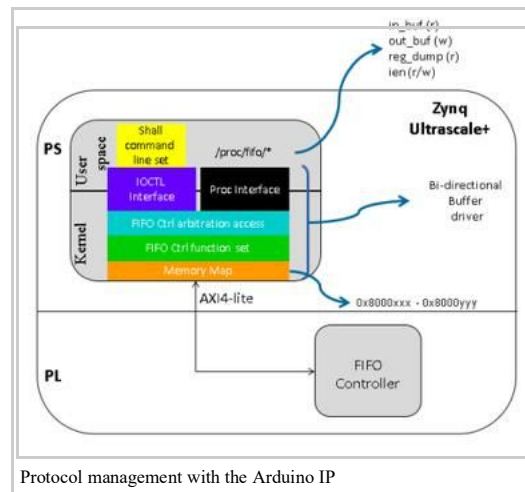 in_buf (r)
out_buf (w)
reg_dump (r)
ien (r/w)
Zynq
Ultrascale+
PS
User
space
Shall
command
line set
/proc/fifo/*
IOCTL
Interface
Proc Interface
Bi-directional
Buffer
driver
Kernel
FIFO Ctrl arbitration access
FIFO Ctrl function set
Memory Map
AXI4-lite
0x8000xxx - 0x8000yyy
PL
FIFO
Controller
Protocol management with the Arduino IP